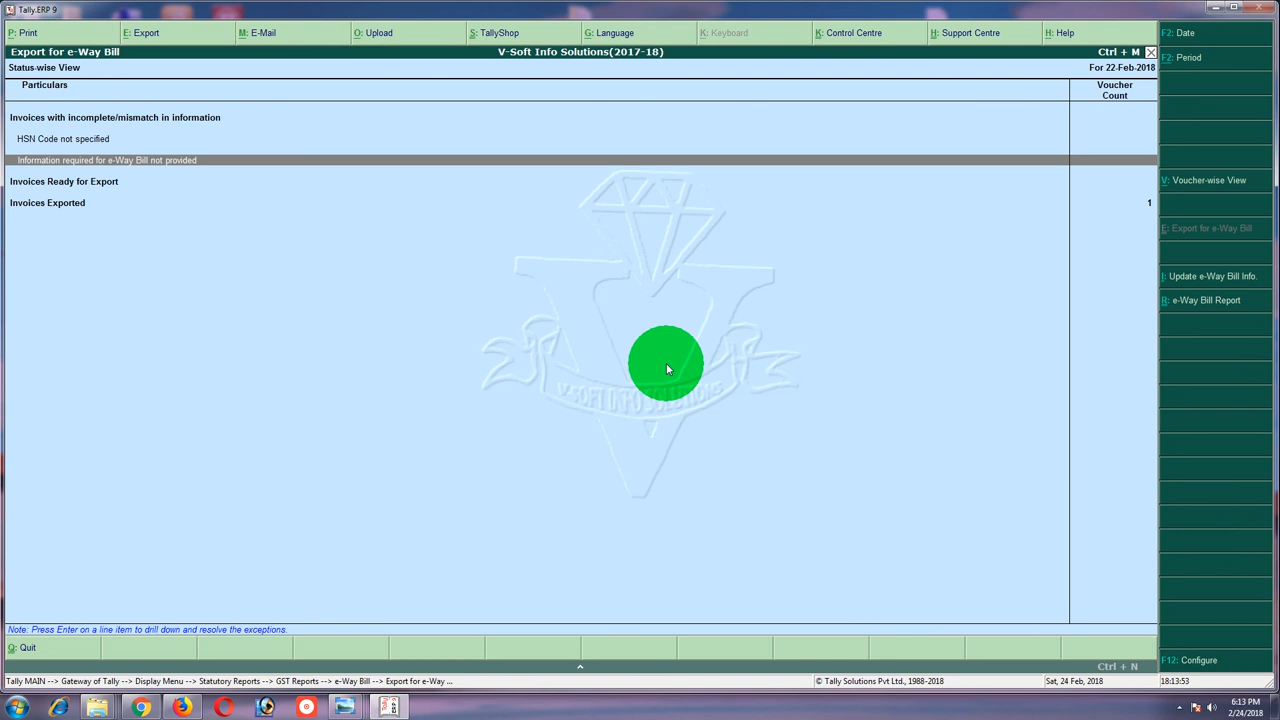 Tally.ERP 9
P: Print
E: Export
M: E-Mail
O: Upload
S: TallyShop
G: Language
K: Keyboard
K: Control Centre
H: Support Centre
H: Help
F2: Date
Export for e-Way Bill
V-Soft Info Solutions(2017-18)
Ctrl + M
F2: Period
Status-wise View
For 22-Feb-2018
Particulars
Voucher
Count
Invoices with incomplete/mismatch in information
HSN Code not specified
Information required for e-Way Bill not provided
Invoices Ready for Export
V: Voucher-wise View
Invoices Exported
1
E: Export for e-Way Bill
I: Update e-Way Bill Info.
R: e-Way Bill Report
V-SOFT INFO SOLUTIONS
Note: Press Enter on a line item to drill down and resolve the exceptions.
Q: Quit
F12: Configure
Ctrl + N
Tally MAIN --> Gateway of Tally --> Display Menu --> Statutory Reports --> GST Reports --> e-Way Bill --> Export for e-Way ...
© Tally Solutions Pvt Ltd., 1988-2018
Sat, 24 Feb, 2018
18:13:53
6:13 PM
2/24/2018